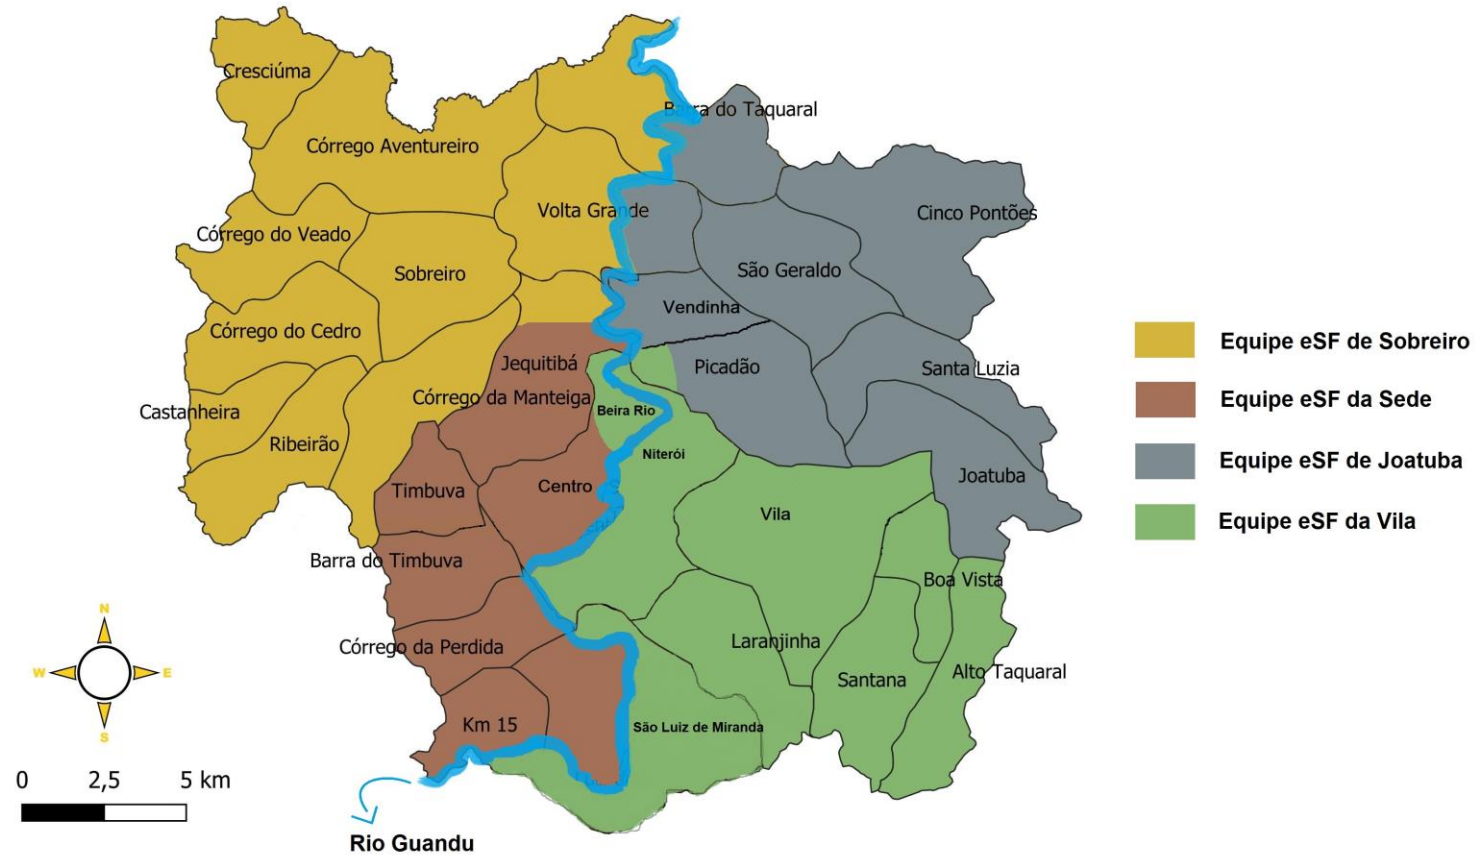 Cresciúma
Barra do Taquaral
Córrego Aventureiro
Volta Grande
Cinco Pontões
Córrego do Veado
Sobreiro
São Geraldo
Vendinha
Córrego do Cedro
Jequitibá
Picadão
Santa Luzia
Córrego da Manteiga
Castanheira
Beira Rio
Ribeirão
Niterói
Timbuva
Centro
Vila
Joatuba
Barra do Timbuva
Boa Vista
Córrego da Perdida
Laranjinha
Santana
Alto Taquaral
Km 15
São Luiz de Miranda
Equipe eSF de Sobreiro
Equipe eSF da Sede
Equipe eSF de Joatuba
Equipe eSF da Vila
N
W
E
S
0 2,5 5 km
Rio Guandu